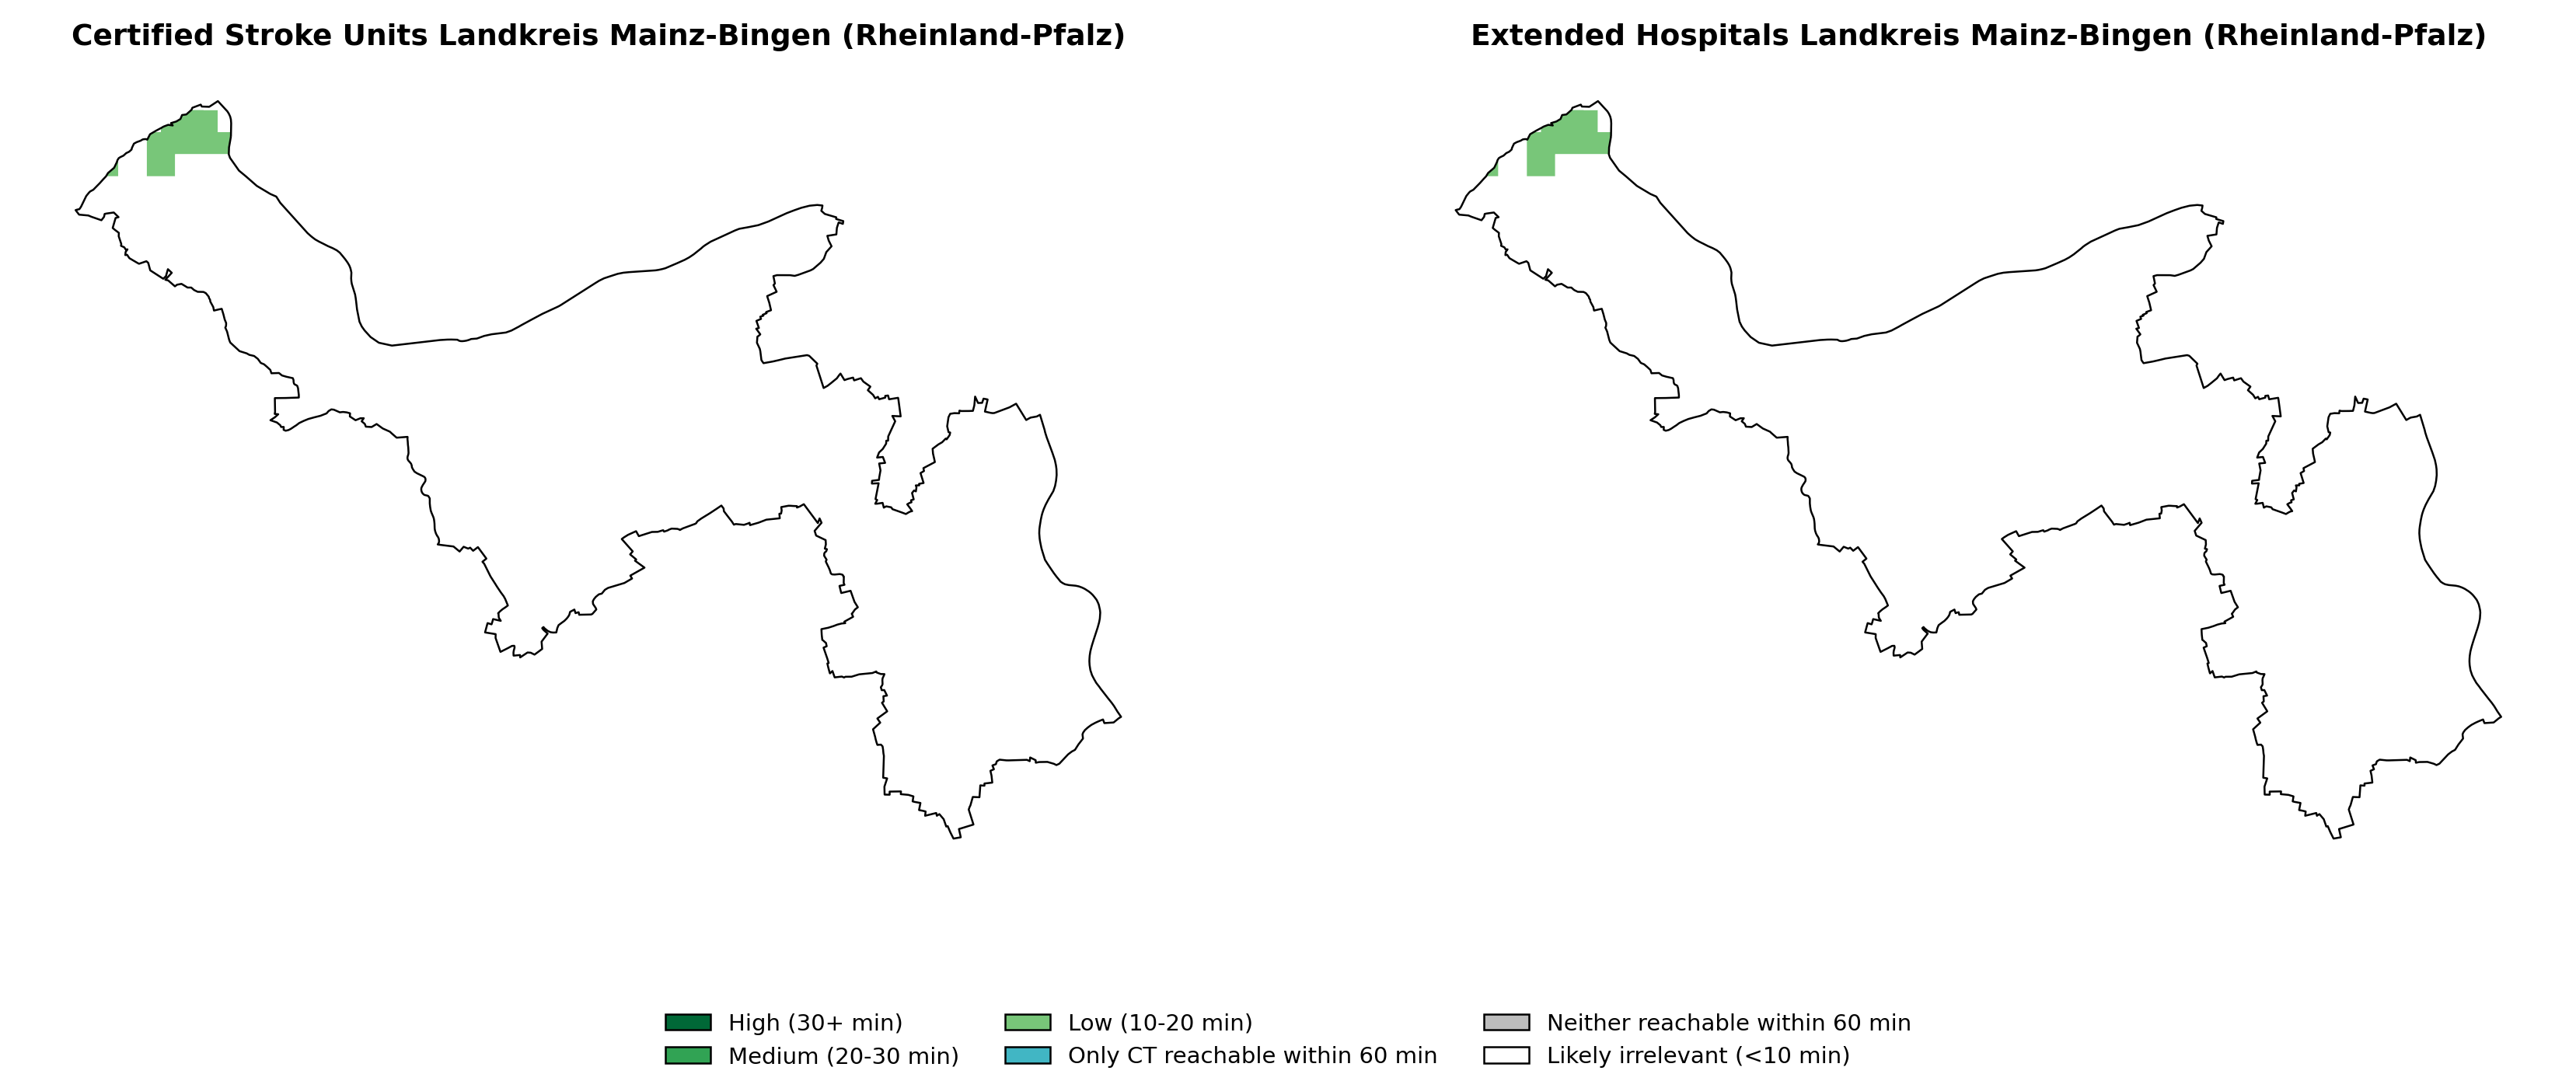 Certified Stroke Units Landkreis Mainz-Bingen (Rheinland-Pfalz)
Extended Hospitals Landkreis Mainz-Bingen (Rheinland-Pfalz)
High (30+ min)
Medium (20-30 min)
Low (10-20 min)
Only CT reachable within 60 min
Neither reachable within 60 min
Likely irrelevant (<10 min)